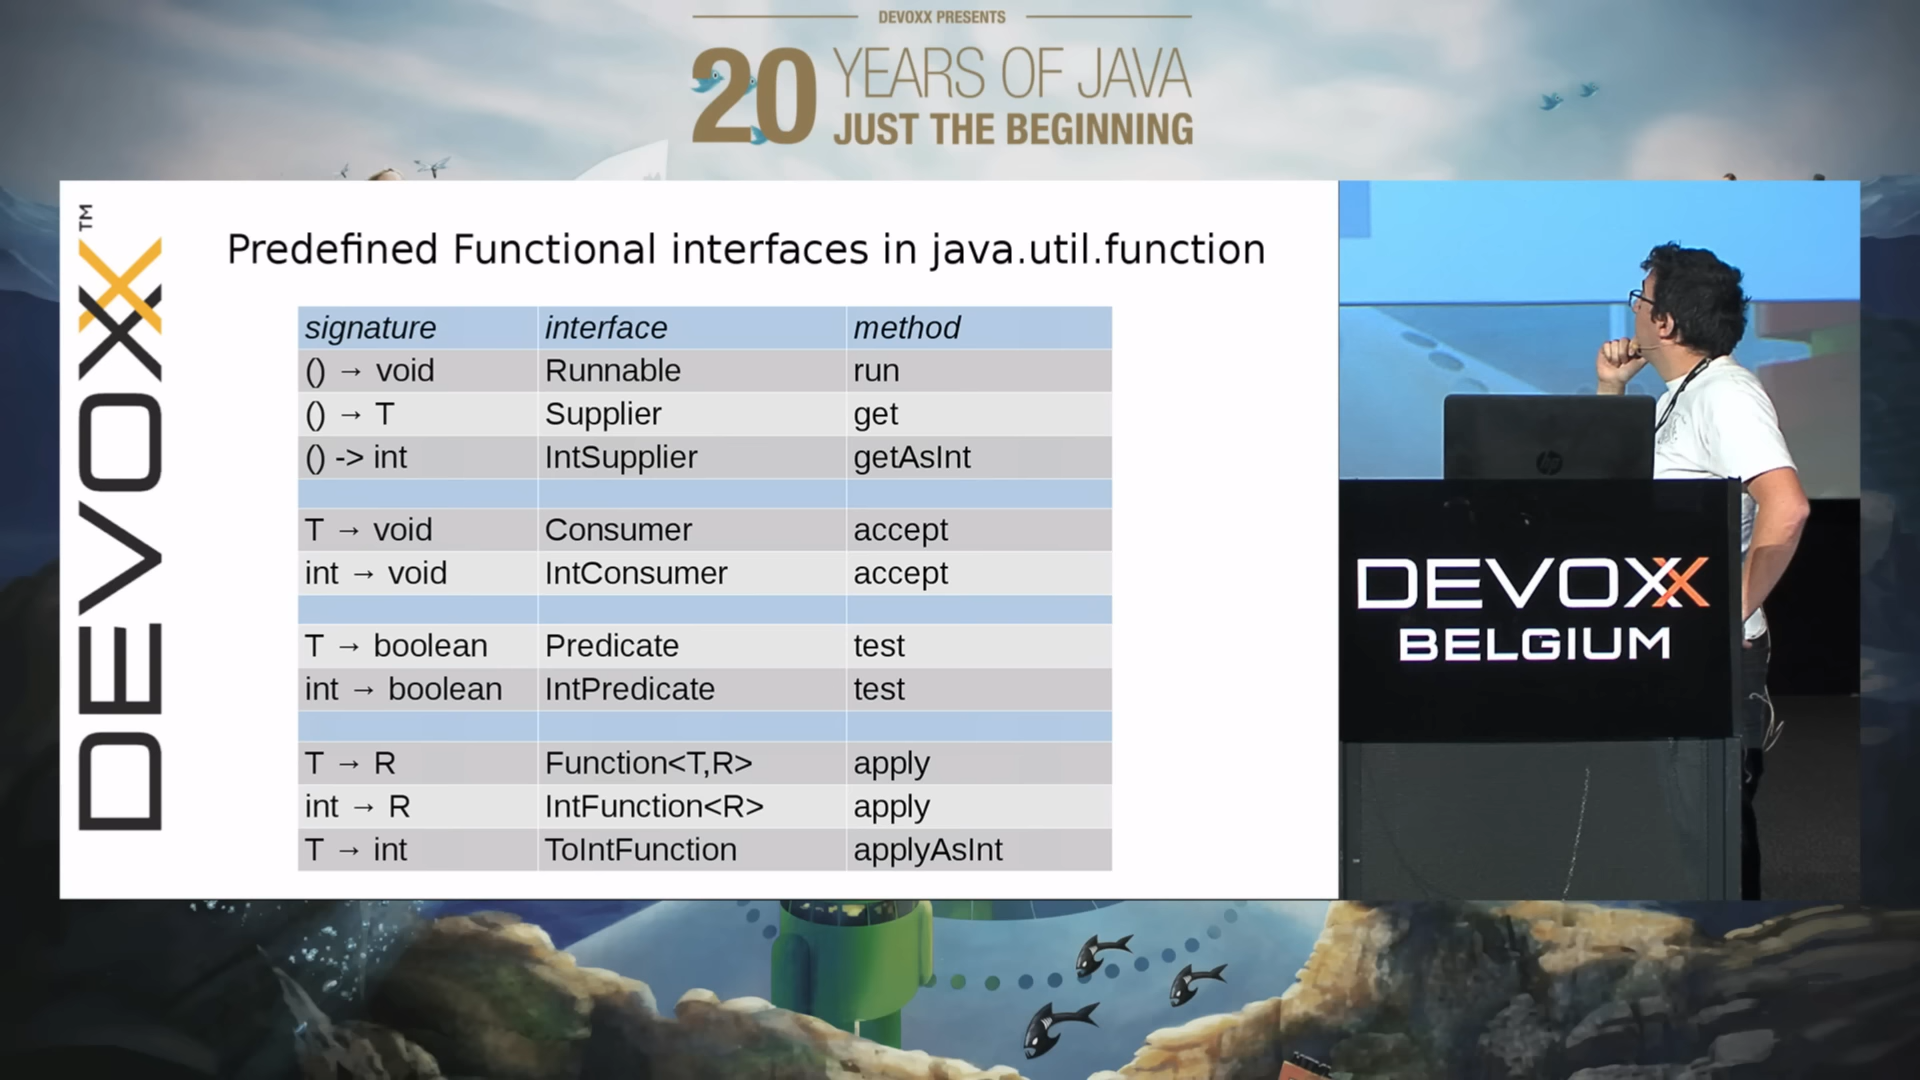 DEVOXX PRESENTS
20 YEARS OF JAVA
JUST THE BEGINNING
DEVOXX™
Predefined Functional interfaces in java.util.function
signature interface method
() → void Runnable run
() → T Supplier get
() -> int IntSupplier getAsInt
T → void Consumer accept
int → void IntConsumer accept
T → boolean Predicate test
int → boolean IntPredicate test
T → R Function<T,R> apply
int → R IntFunction<R> apply
T → int ToIntFunction applyAsInt
hp
DEVOXX
BELGIUM